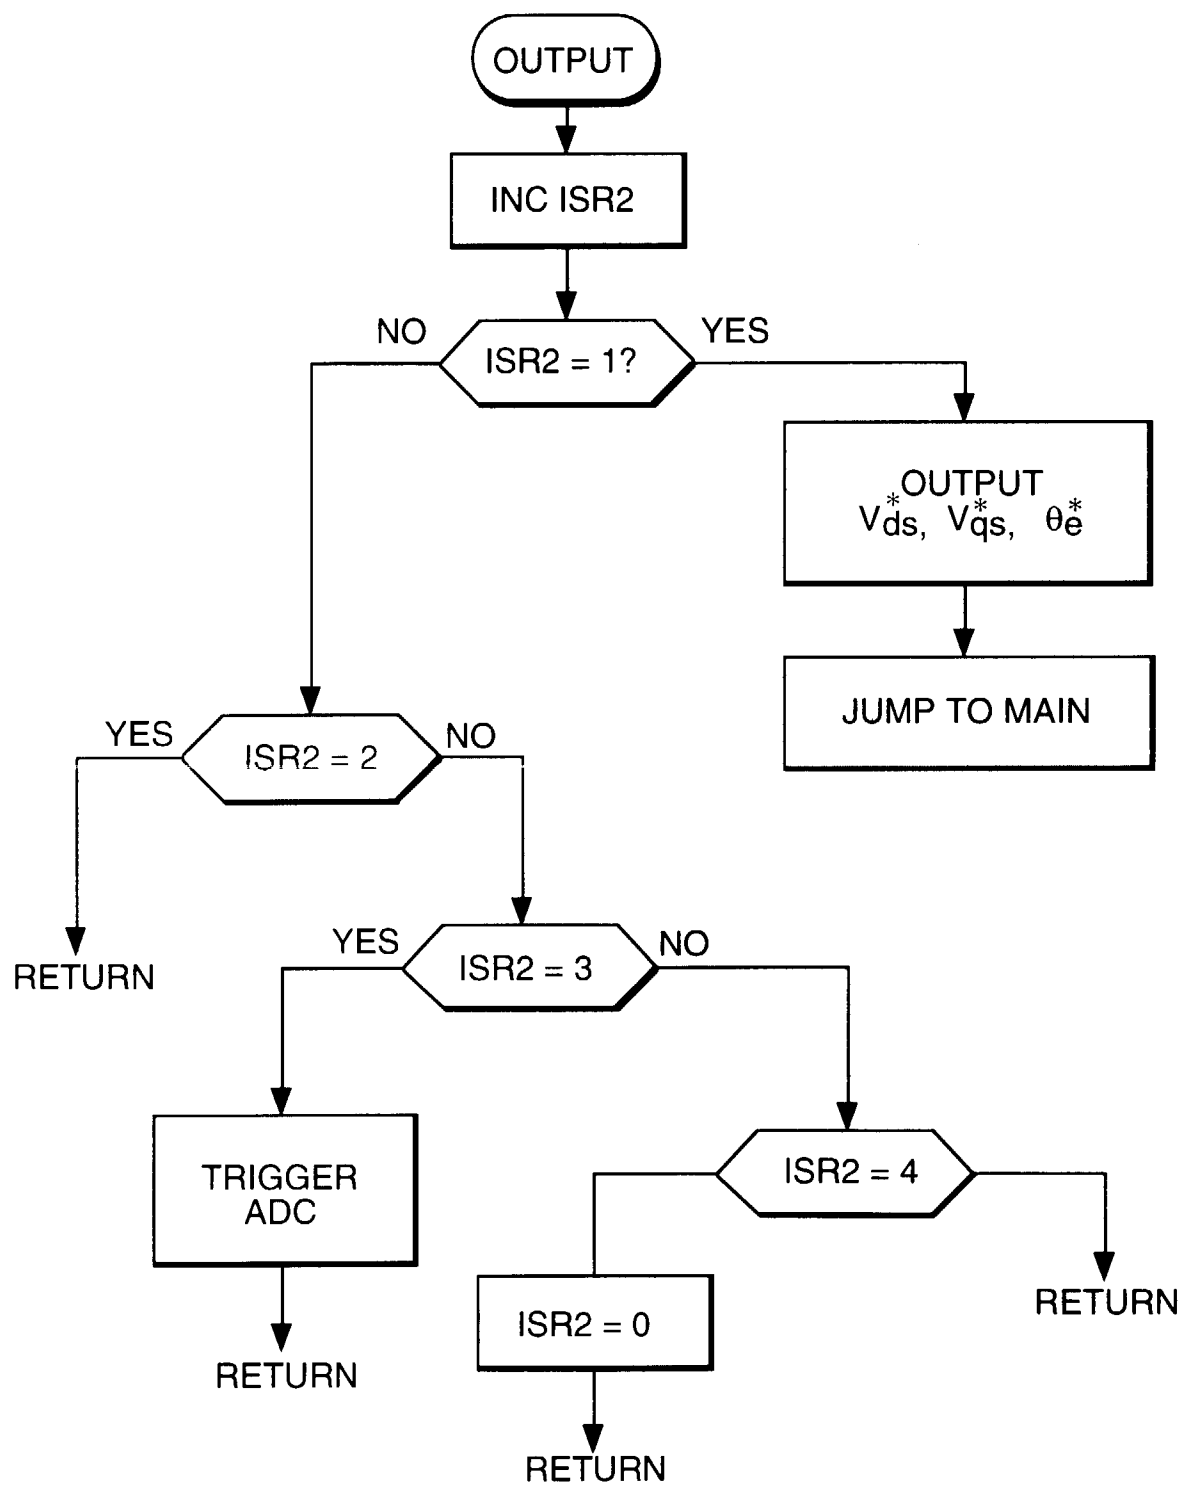 OUTPUT
INC ISR2
NO
YES
ISR2 = 1?
OUTPUT
V*ds, V*qs, θ*e
JUMP TO MAIN
YES
NO
ISR2 = 2
RETURN
YES
NO
ISR2 = 3
TRIGGER
ADC
ISR2 = 4
RETURN
ISR2 = 0
RETURN
RETURN